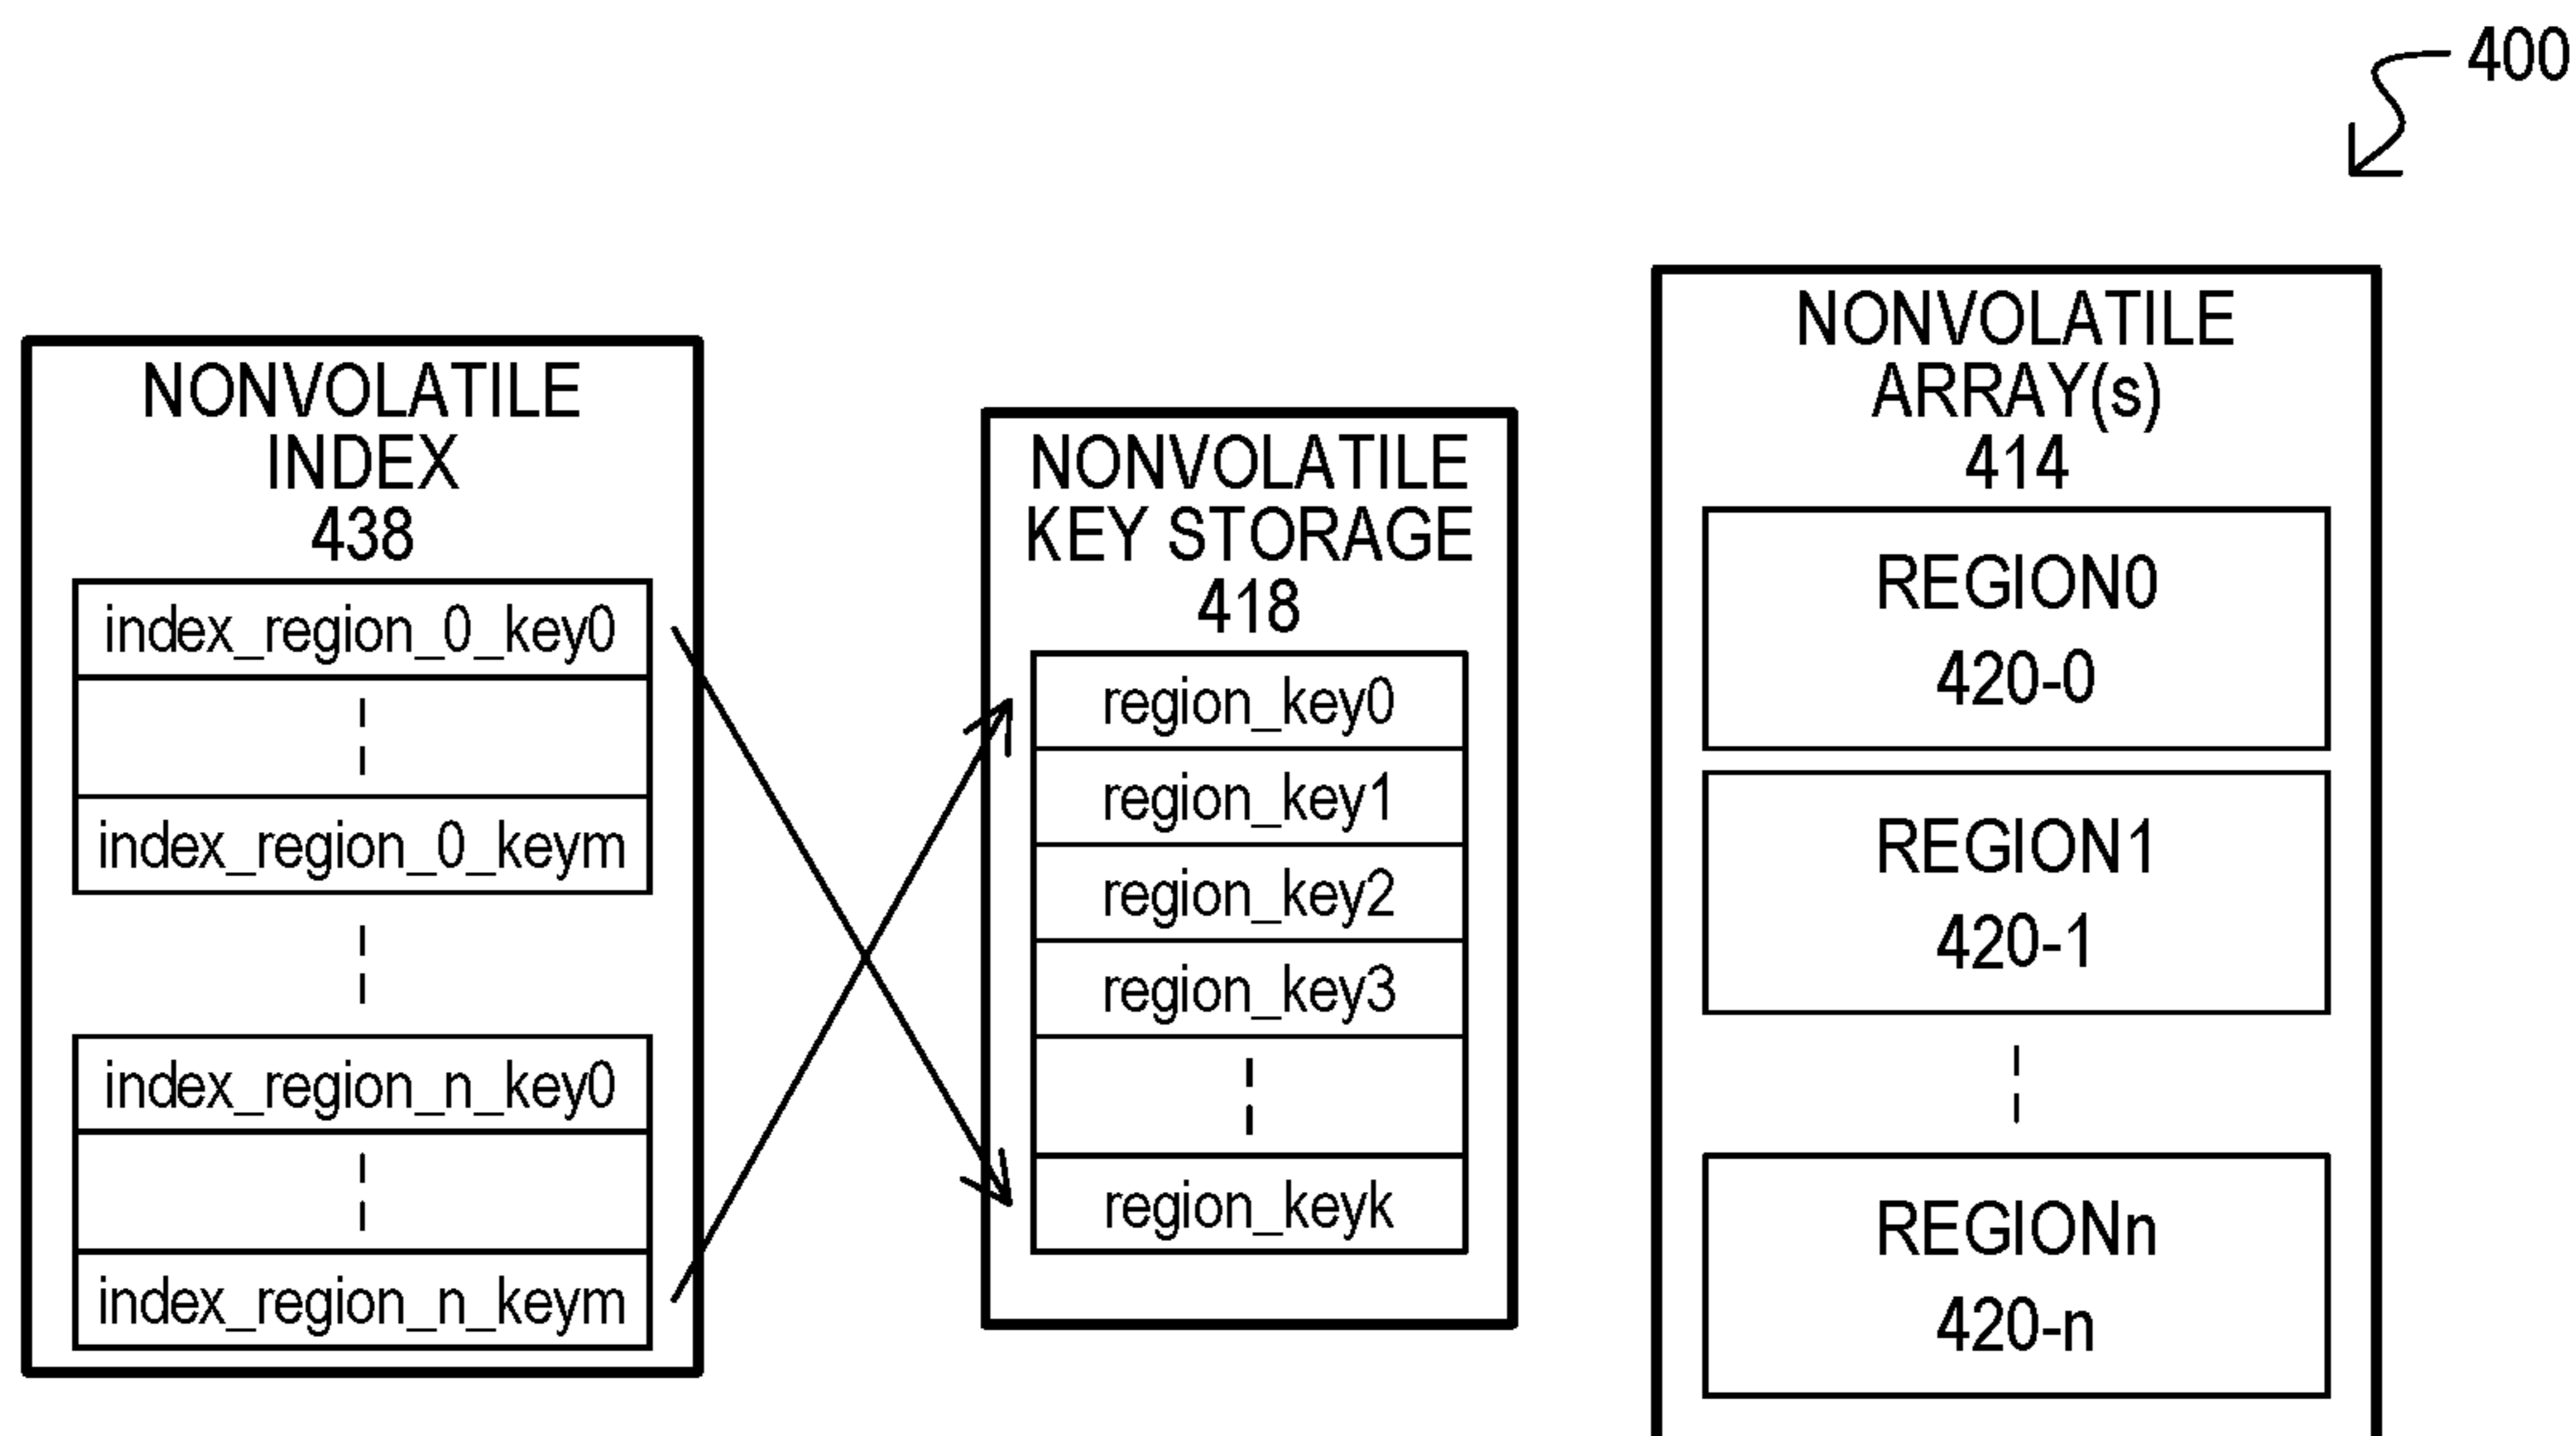 400
NONVOLATILE
INDEX
438
index_region_0_key0
index_region_0_keym
index_region_n_key0
index_region_n_keym
NONVOLATILE
KEY STORAGE
418
region_key0
region_key1
region_key2
region_key3
region_keyk
NONVOLATILE
ARRAY(s)
414
REGION0
420-0
REGION1
420-1
REGIONn
420-n